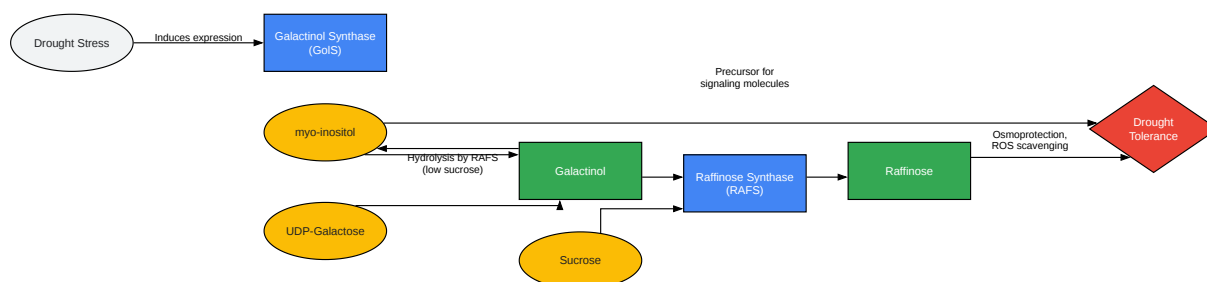 Drought Stress
Induces expression
Galactinol Synthase
(GolS)
Precursor for
signaling molecules
myo-inositol
Drought
Tolerance
Hydrolysis by RAFS
(low sucrose)
Osmoprotection,
ROS scavenging
Galactinol
Raffinose Synthase
(RAFS)
Raffinose
UDP-Galactose
Sucrose